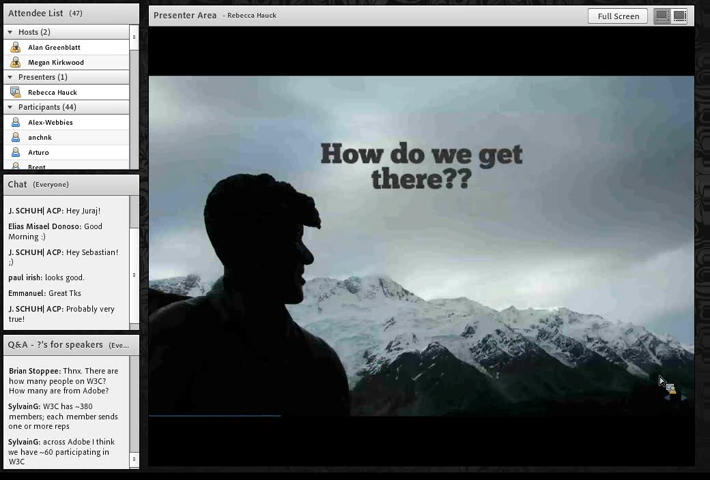 Attendee List (47)
Hosts (2)
Alan Greenblatt
Megan Kirkwood
Presenters (1)
Rebecca Hauck
Participants (44)
Alex-Webbies
anchnk
Arturo
Brent
Chat (Everyone)
J. SCHUH| ACP: Hey Juraj!
Elias Misael Donoso: Good
Morning :)
J. SCHUH| ACP: Hey Sebastian!
;)
paul irish: looks good.
Emmanuel: Great Tks
J. SCHUH| ACP: Probably very
true!
Q&A - ?'s for speakers (Eve...
Brian Stoppee: Thnx. There are
how many people on W3C?
How many are from Adobe?
SylvainG: W3C has ~380
members; each member sends
one or more reps
SylvainG: across Adobe I think
we have ~60 participating in
W3C
Presenter Area - Rebecca Hauck
Full Screen
How do we get
there??